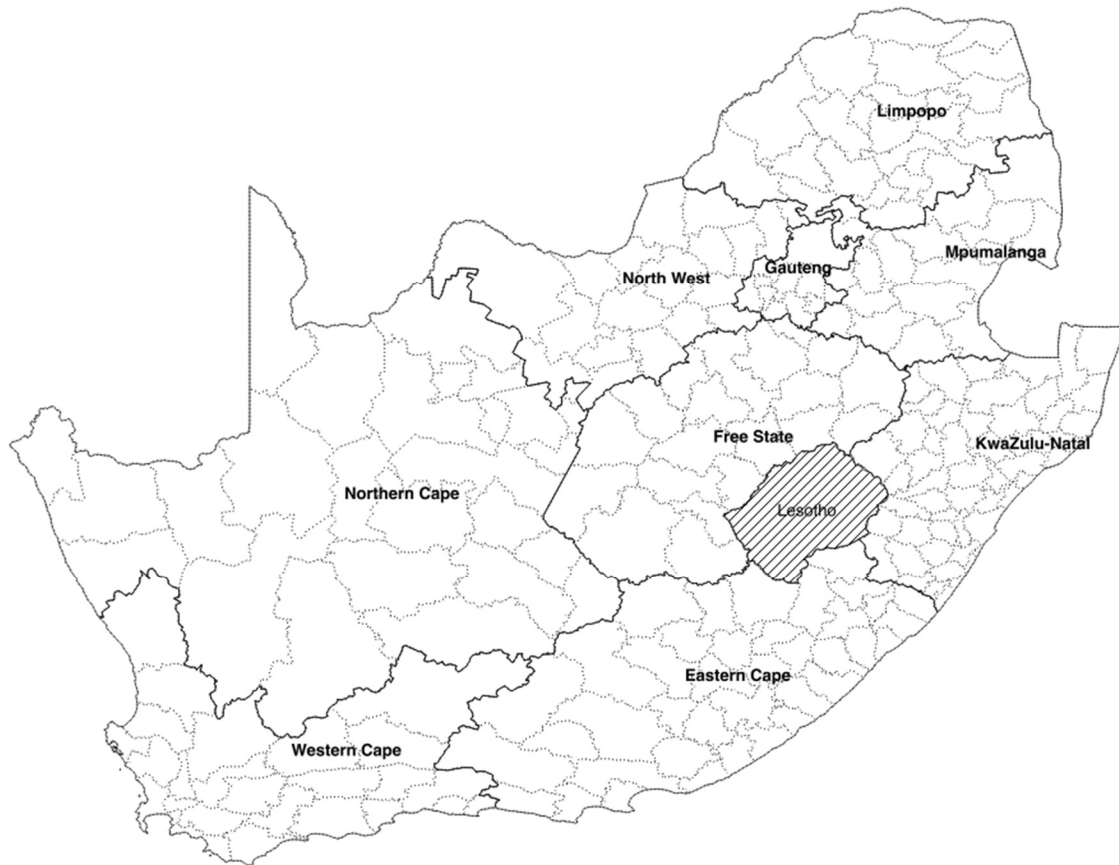 Limpopo
Mpumalanga
Gauteng
North West
Free State
KwaZulu-Natal
Northern Cape
Lesotho
Eastern Cape
Western Cape